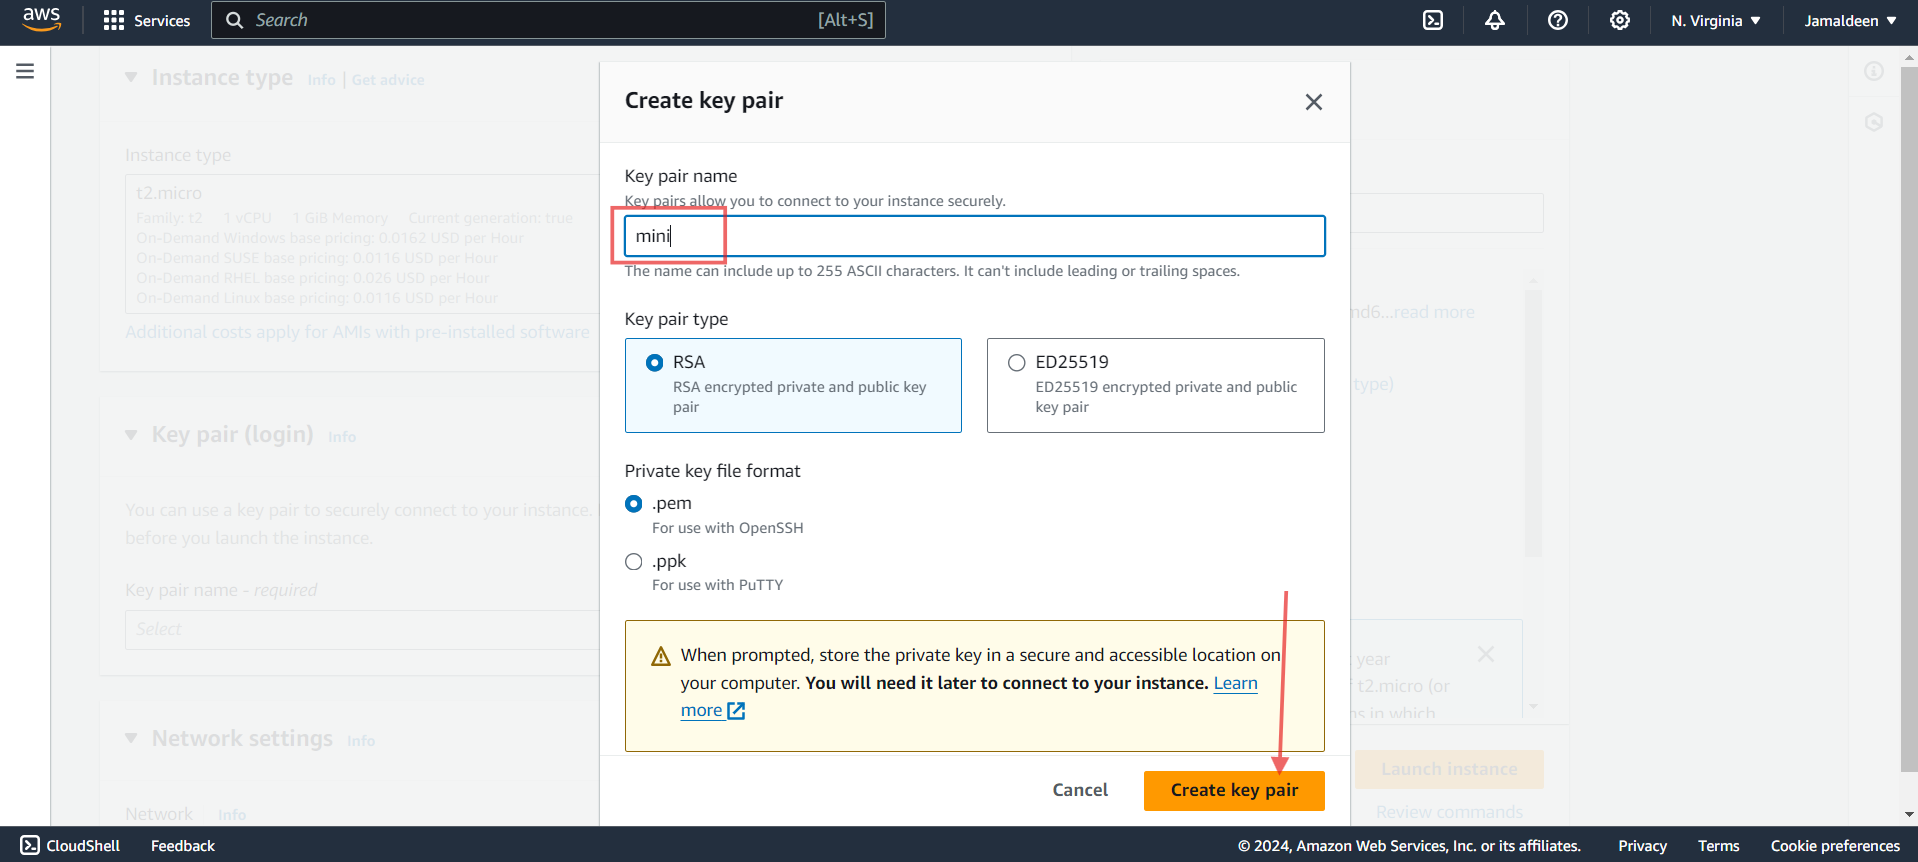 aws
Services
Search
[Alt+S]
N. Virginia
Jamaldeen
Instance type
Info
Get advice
Instance type
t2.micro
Family: t2 1 vCPU 1 GiB Memory Current generation: true
On-Demand Windows base pricing: 0.0162 USD per Hour
On-Demand SUSE base pricing: 0.0116 USD per Hour
On-Demand RHEL base pricing: 0.026 USD per Hour
On-Demand Linux base pricing: 0.0116 USD per Hour
Additional costs apply for AMIs with pre-installed software
Key pair (login)
Info
You can use a key pair to securely connect to your instance.
before you launch the instance.
Key pair name - required
Select
Network settings
Info
Network
Info
Create key pair
Key pair name
Key pairs allow you to connect to your instance securely.
mini
The name can include up to 255 ASCII characters. It can't include leading or trailing spaces.
Key pair type
RSA
RSA encrypted private and public key
pair
ED25519
ED25519 encrypted private and public
key pair
Private key file format
.pem
For use with OpenSSH
.ppk
For use with PuTTY
When prompted, store the private key in a secure and accessible location on
your computer. You will need it later to connect to your instance. Learn
more
Cancel
Create key pair
md6...read more
type)
year
t2.micro (or
in which
Launch instance
Review commands
CloudShell
Feedback
© 2024, Amazon Web Services, Inc. or its affiliates.
Privacy
Terms
Cookie preferences